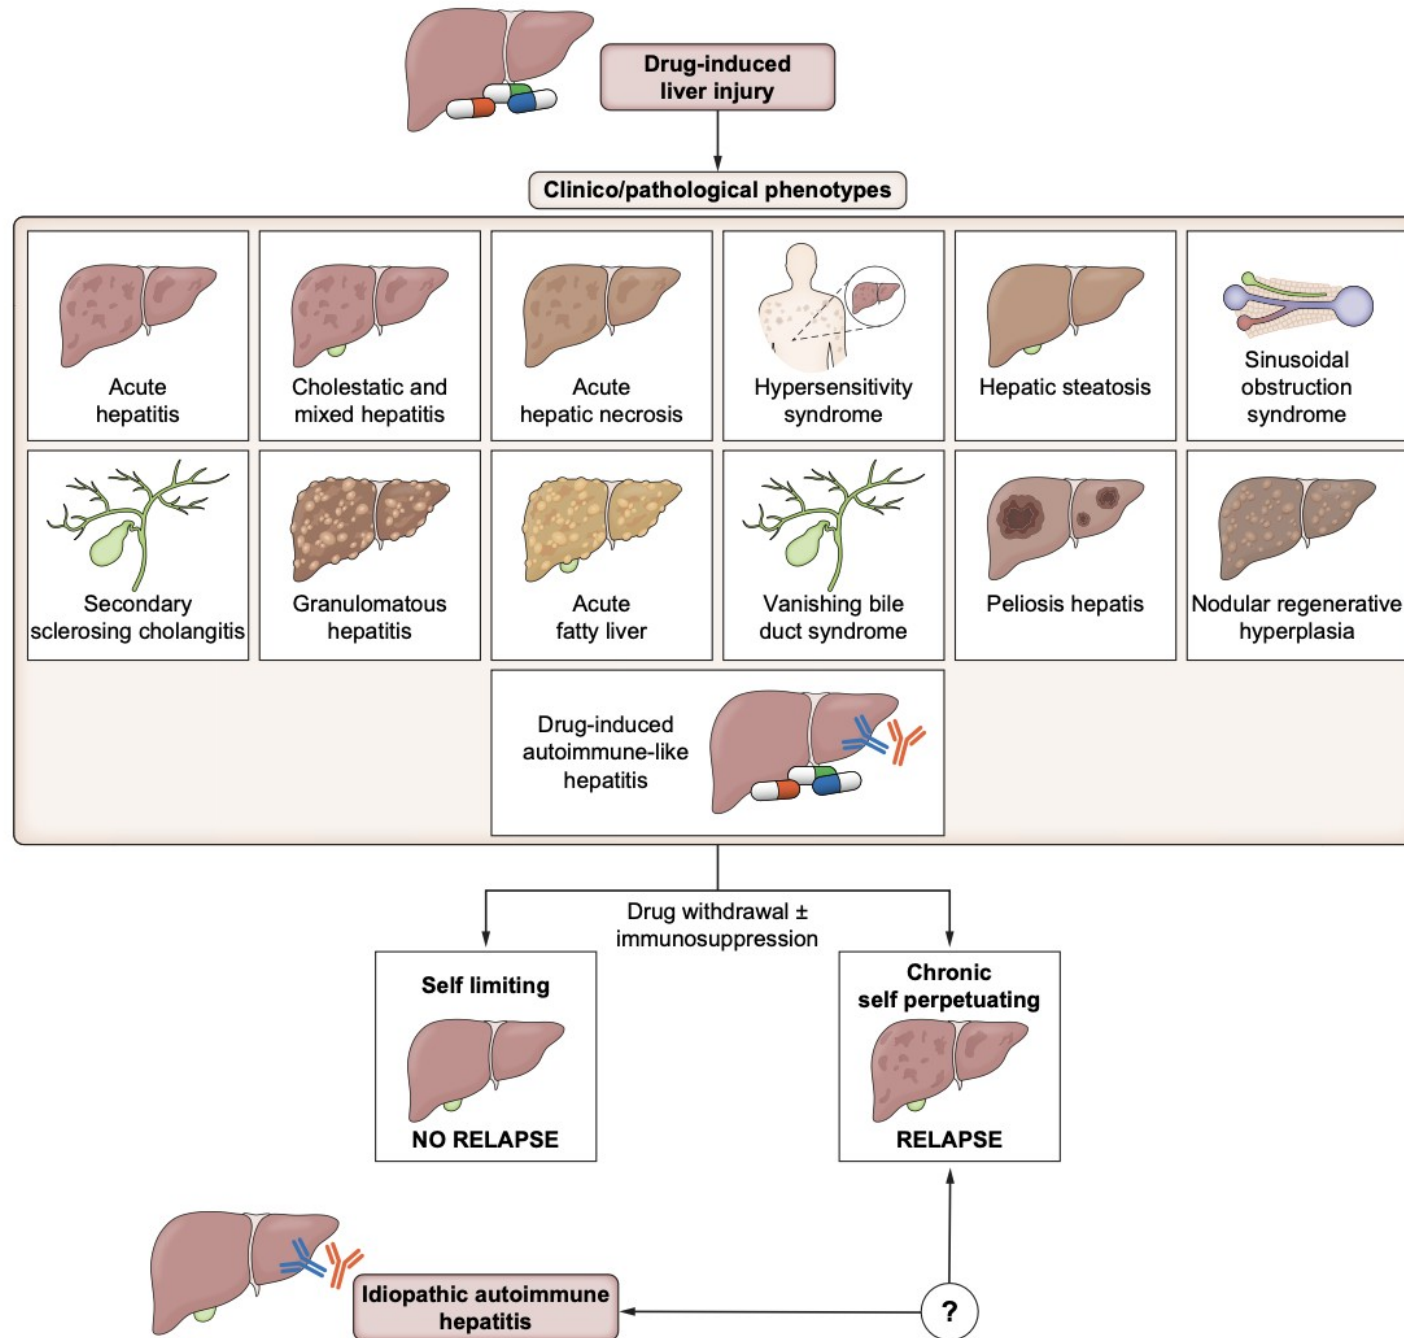 Drug-induced
liver injury
Clinico/pathological phenotypes
Acute
hepatitis
Cholestatic and
mixed hepatitis
Acute
hepatic necrosis
Hypersensitivity
syndrome
Hepatic steatosis
Sinusoidal
obstruction
syndrome
Secondary
sclerosing cholangitis
Granulomatous
hepatitis
Acute
fatty liver
Vanishing bile
duct syndrome
Peliosis hepatis
Nodular regenerative
hyperplasia
Drug-induced
autoimmune-like
hepatitis
Drug withdrawal ±
immunosuppression
Self limiting
NO RELAPSE
Chronic
self perpetuating
RELAPSE
Idiopathic autoimmune
hepatitis
?